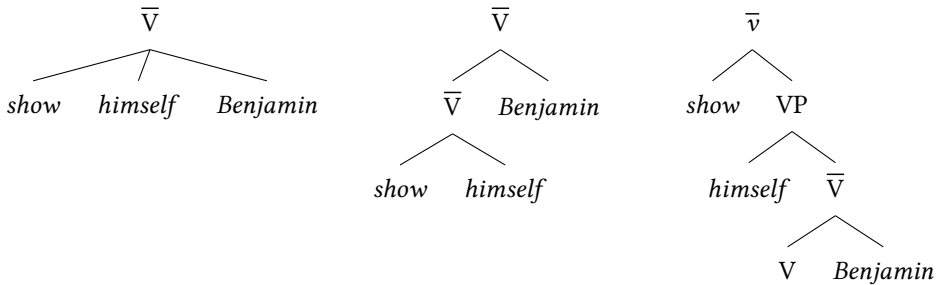 V̅ V̅ v̅
show himself Benjamin V̅ Benjamin show VP
show himself himself V̅
V Benjamin